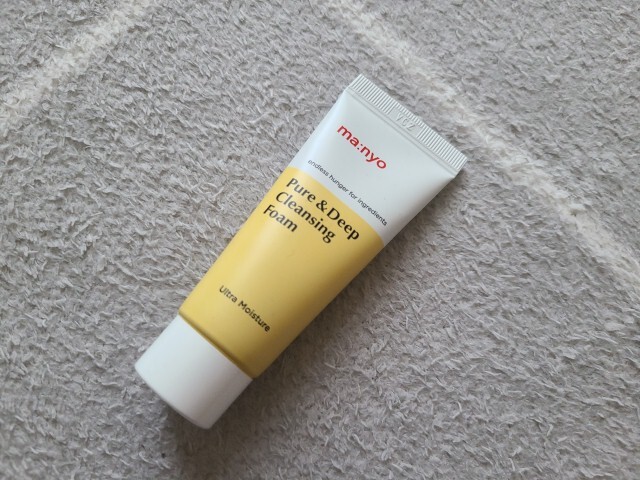 ma:nyo
endless hunger for ingredients
Pure & Deep
Cleansing
Foam
Ultra Moisture